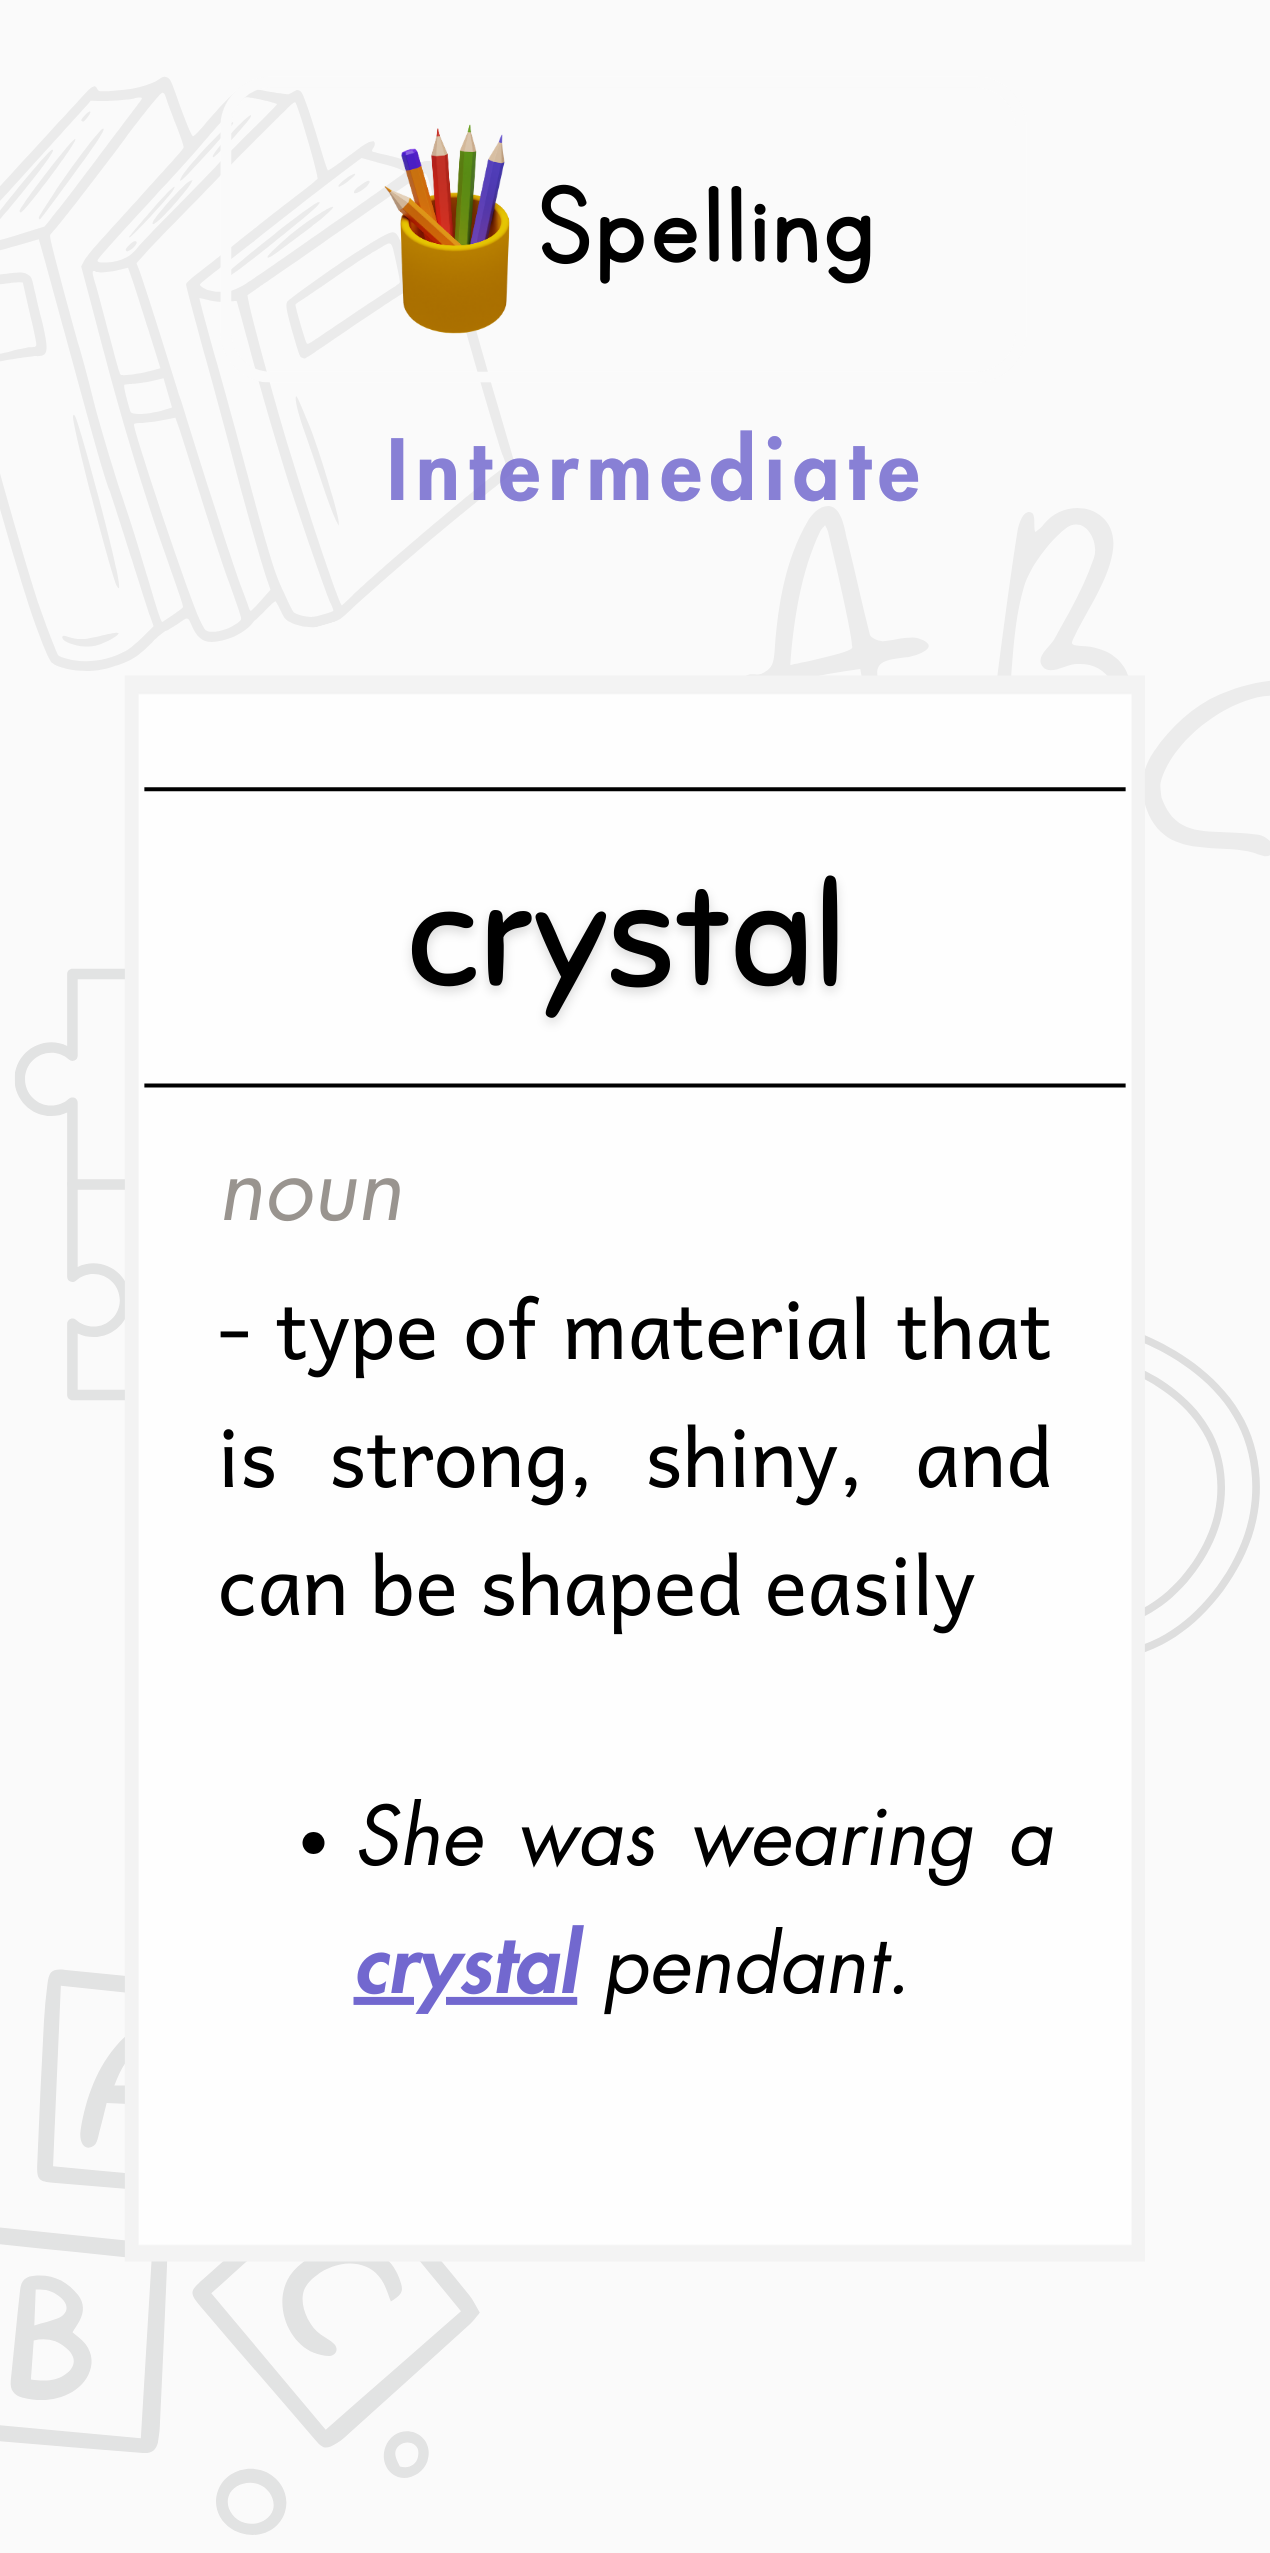 Spelling
Intermediate
A B
crystal
noun
- type of material that
is strong, shiny, and
can be shaped easily
• She was wearing a
crystal pendant.
A
B
C